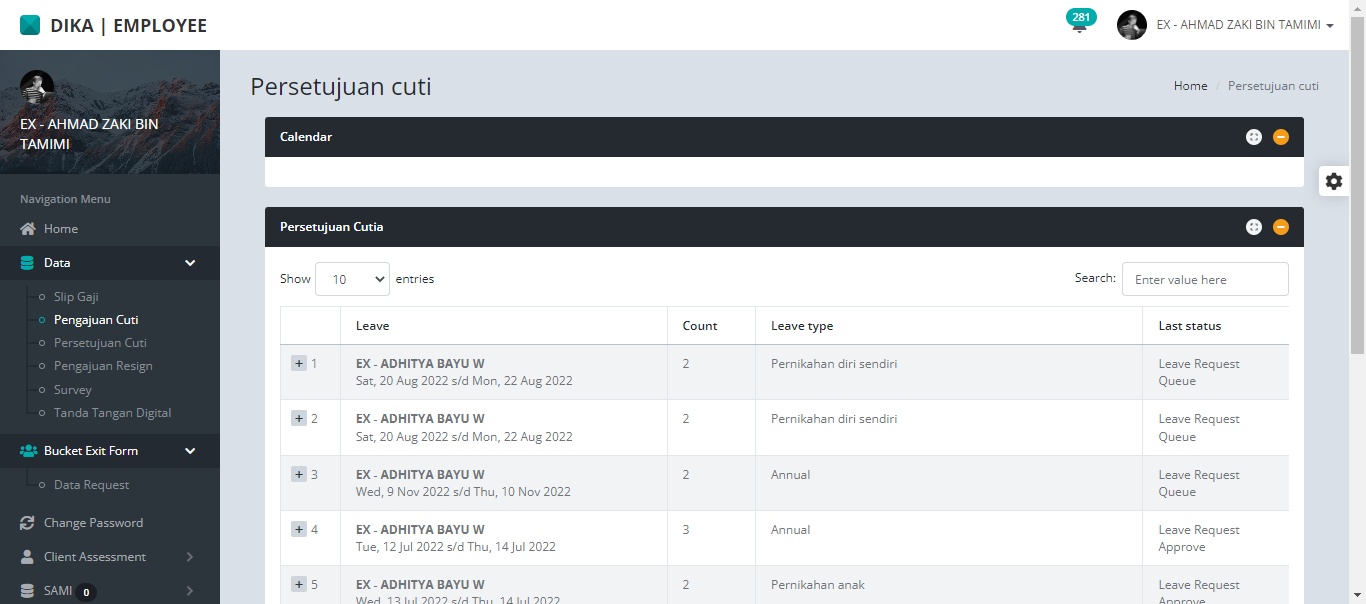 DIKA | EMPLOYEE
281
EX - AHMAD ZAKI BIN TAMIMI
EX - AHMAD ZAKI BIN
TAMIMI
Navigation Menu
Home
Data
Slip Gaji
Pengajuan Cuti
Persetujuan Cuti
Pengajuan Resign
Survey
Tanda Tangan Digital
Bucket Exit Form
Data Request
Change Password
Client Assessment
SAMI 0
Persetujuan cuti
Home / Persetujuan cuti
Calendar
Persetujuan Cutia
Show 10 entries
Search: Enter value here
Leave Count Leave type Last status
+ 1 EX - ADHITYA BAYU W 2 Pernikahan diri sendiri Leave Request
Sat, 20 Aug 2022 s/d Mon, 22 Aug 2022 Queue
+ 2 EX - ADHITYA BAYU W 2 Pernikahan diri sendiri Leave Request
Sat, 20 Aug 2022 s/d Mon, 22 Aug 2022 Queue
+ 3 EX - ADHITYA BAYU W 2 Annual Leave Request
Wed, 9 Nov 2022 s/d Thu, 10 Nov 2022 Queue
+ 4 EX - ADHITYA BAYU W 3 Annual Leave Request
Tue, 12 Jul 2022 s/d Thu, 14 Jul 2022 Approve
+ 5 EX - ADHITYA BAYU W 2 Pernikahan anak Leave Request
Wed, 13 Jul 2022 s/d Thu, 14 Jul 2022 Approve